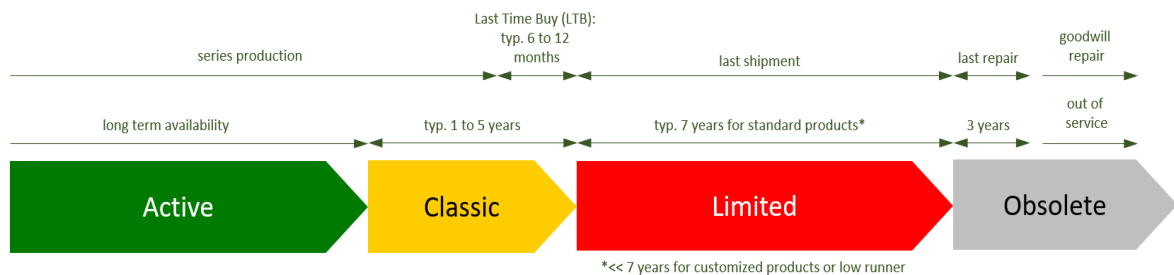 Last Time Buy (LTB):
typ. 6 to 12
months
series production
last shipment
last repair
goodwill
repair
long term availability
typ. 1 to 5 years
typ. 7 years for standard products*
3 years
out of
service
Active
Classic
Limited
Obsolete
*<< 7 years for customized products or low runner